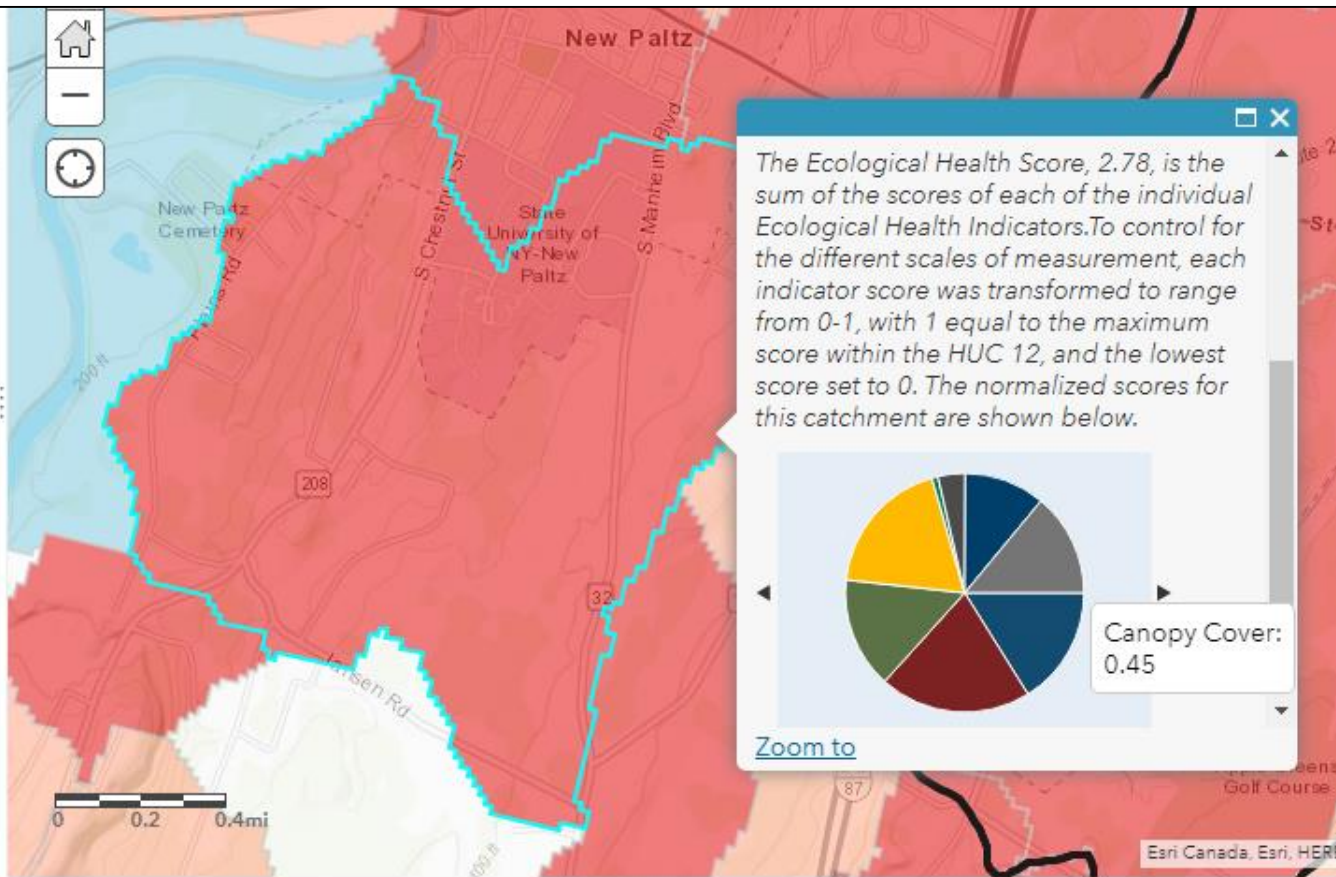 New Paltz
S Manheim Blvd
S Chestnut St
New Paltz
Cemetery
State
University of
NY-New
Paltz
200 ft
208
32
Jansen Rd
87
Golf Course
0 0.2 0.4mi
The Ecological Health Score, 2.78, is the
sum of the scores of each of the individual
Ecological Health Indicators.To control for
the different scales of measurement, each
indicator score was transformed to range
from 0-1, with 1 equal to the maximum
score within the HUC 12, and the lowest
score set to 0. The normalized scores for
this catchment are shown below.
Canopy Cover:
0.45
Zoom to
Esri Canada, Esri, HERE